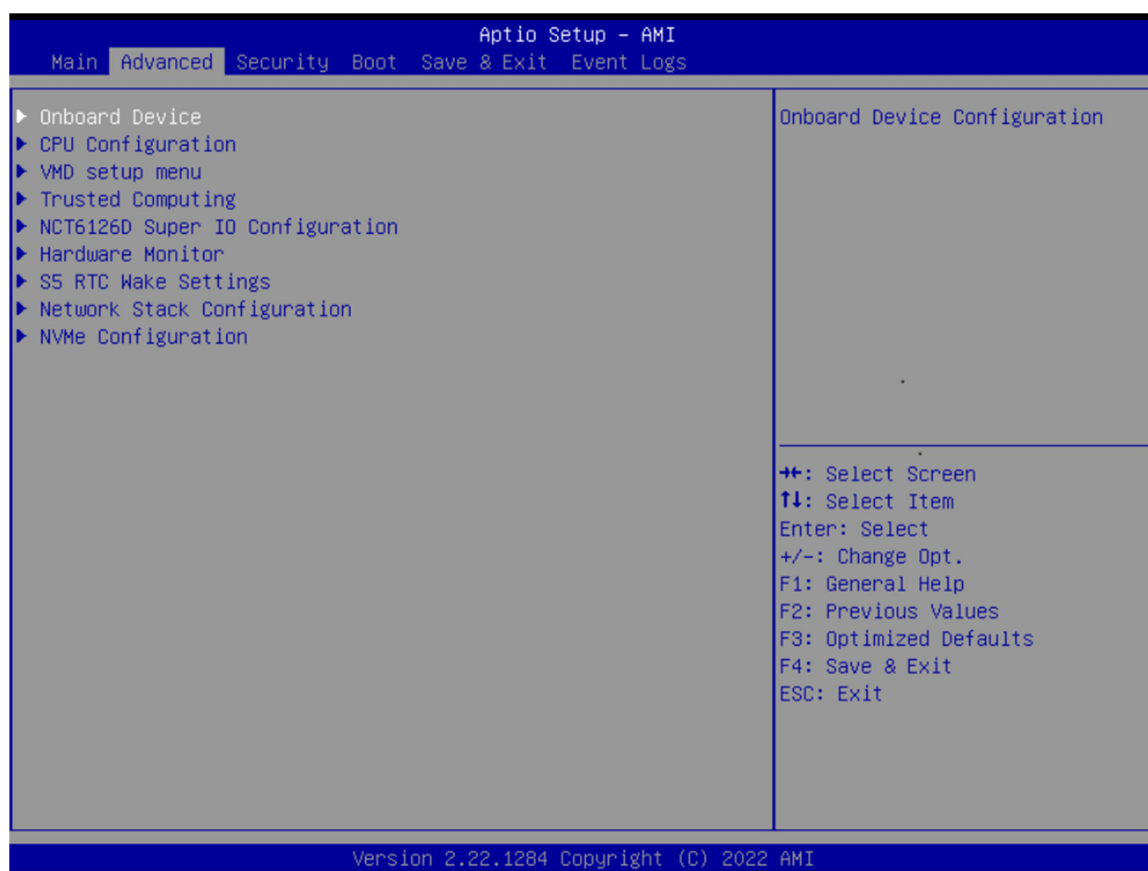 Aptio Setup – AMI
Main Advanced Security Boot Save & Exit Event Logs
▶ Onboard Device
▶ CPU Configuration
▶ VMD setup menu
▶ Trusted Computing
▶ NCT6126D Super IO Configuration
▶ Hardware Monitor
▶ S5 RTC Wake Settings
▶ Network Stack Configuration
▶ NVMe Configuration
Onboard Device Configuration
→←: Select Screen
↑↓: Select Item
Enter: Select
+/-: Change Opt.
F1: General Help
F2: Previous Values
F3: Optimized Defaults
F4: Save & Exit
ESC: Exit
Version 2.22.1284 Copyright (C) 2022 AMI